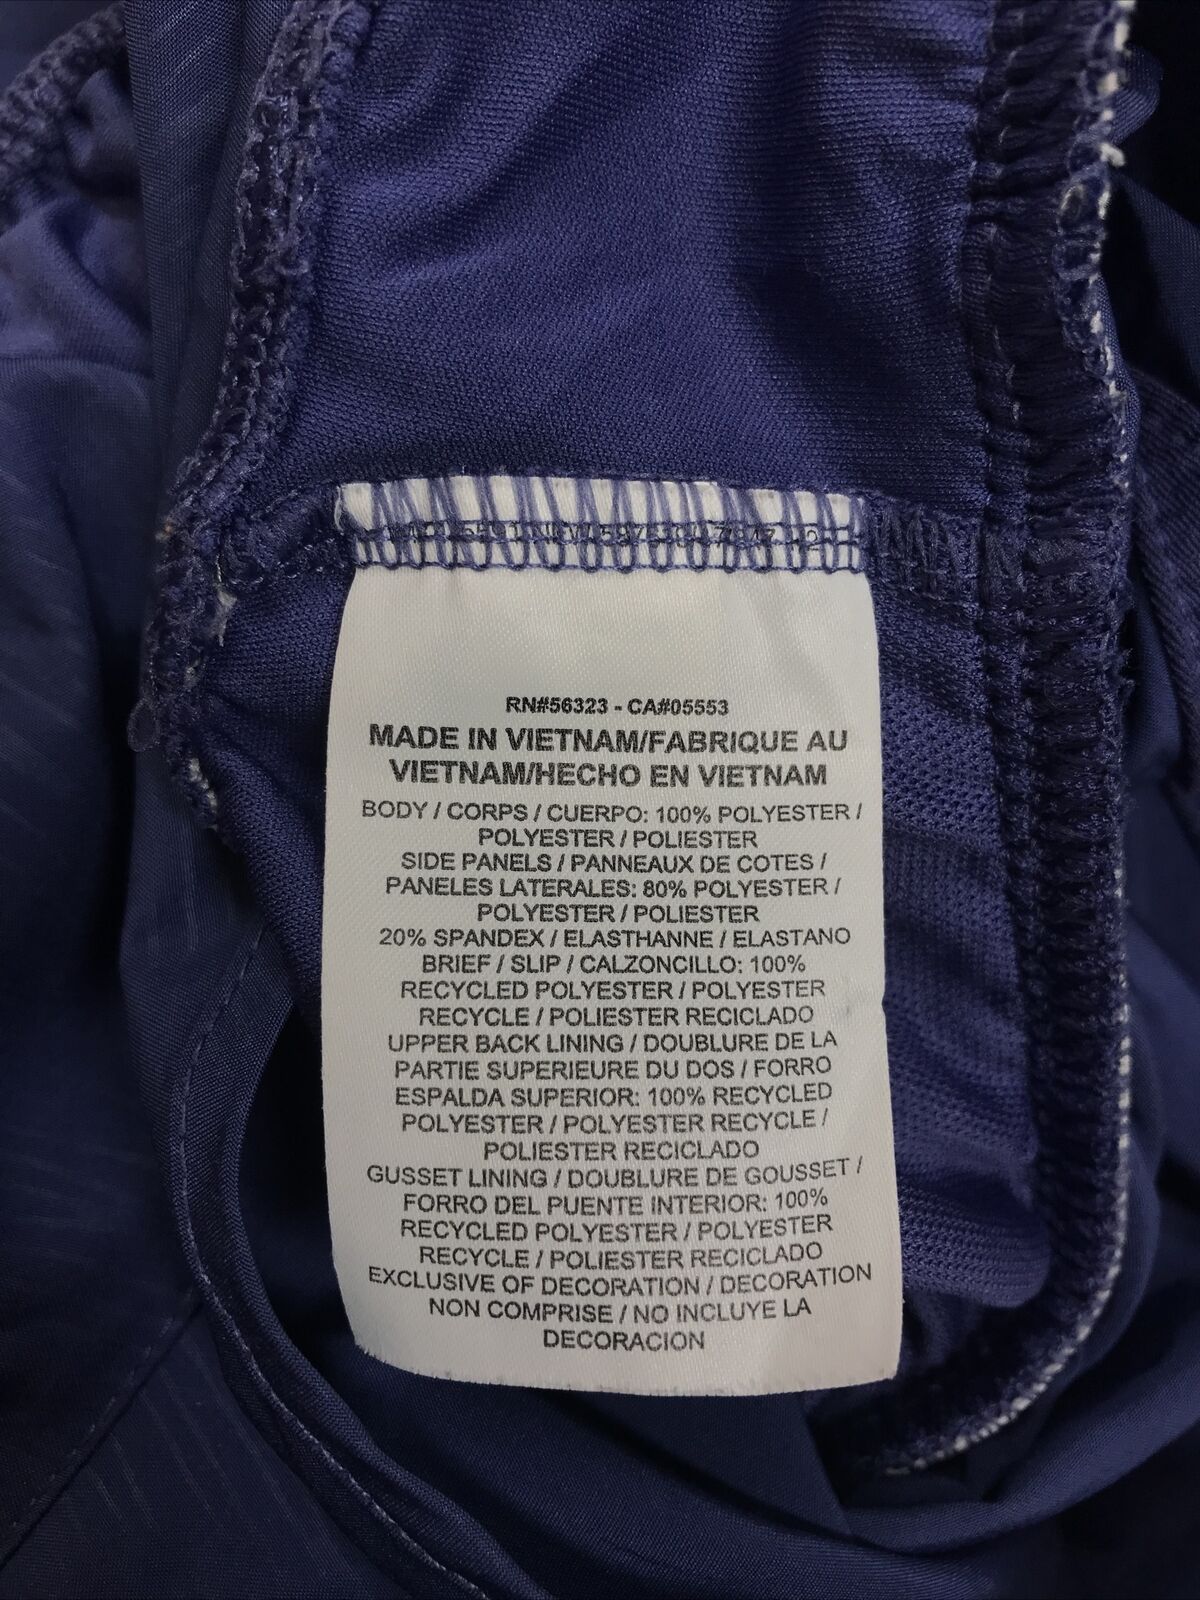 RN#56323 - CA#05553
MADE IN VIETNAM/FABRIQUE AU
VIETNAM/HECHO EN VIETNAM
BODY / CORPS / CUERPO: 100% POLYESTER /
POLYESTER / POLIESTER
SIDE PANELS / PANNEAUX DE COTES /
PANELES LATERALES: 80% POLYESTER /
POLYESTER / POLIESTER
20% SPANDEX / ELASTHANNE / ELASTANO
BRIEF / SLIP / CALZONCILLO: 100%
RECYCLED POLYESTER / POLYESTER
RECYCLE / POLIESTER RECICLADO
UPPER BACK LINING / DOUBLURE DE LA
PARTIE SUPERIEURE DU DOS / FORRO
ESPALDA SUPERIOR: 100% RECYCLED
POLYESTER / POLYESTER RECYCLE /
POLIESTER RECICLADO
GUSSET LINING / DOUBLURE DE GOUSSET /
FORRO DEL PUENTE INTERIOR: 100%
RECYCLED POLYESTER / POLYESTER
RECYCLE / POLIESTER RECICLADO
EXCLUSIVE OF DECORATION / DECORATION
NON COMPRISE / NO INCLUYE LA
DECORACION